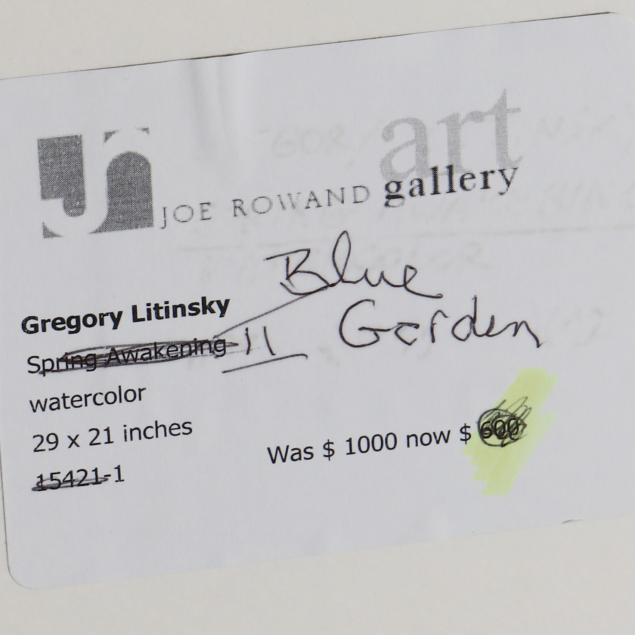 art
JOE ROWAND gallery
Blue
Garden
Gregory Litinsky
Spring Awakening 11
watercolor
29 x 21 inches
15421-1
Was $ 1000 now $ 600